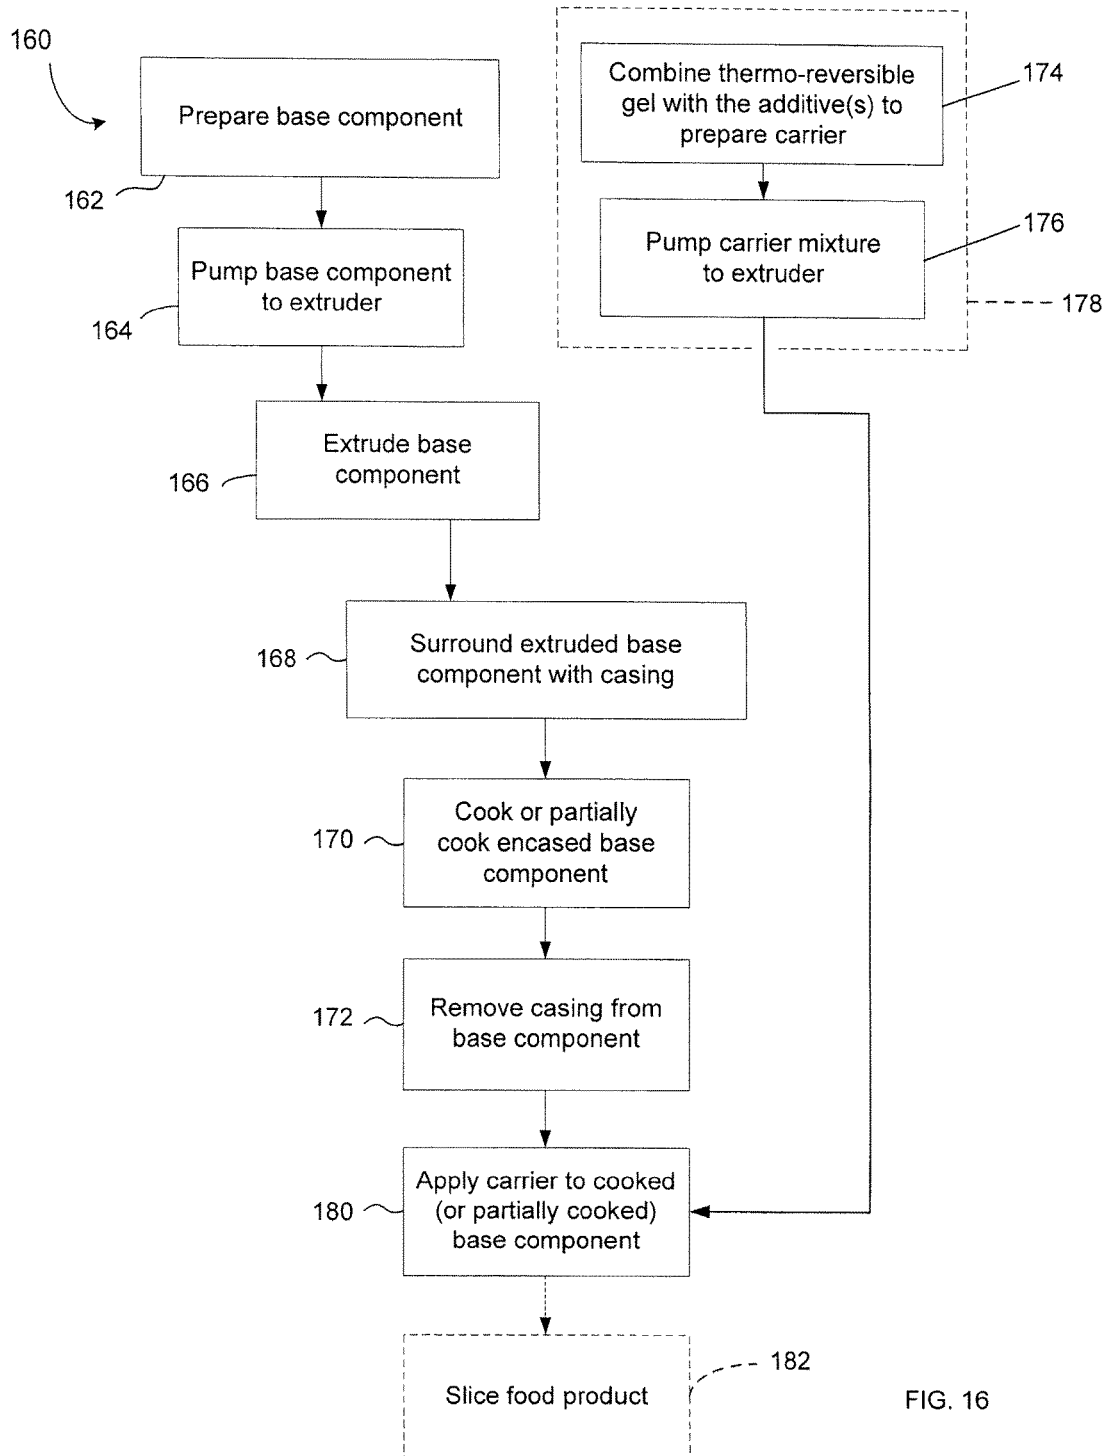 160
Prepare base component
162
Pump base component
to extruder
164
Extrude base
component
166
Combine thermo-reversible
gel with the additive(s) to
prepare carrier
174
Pump carrier mixture
to extruder
176
178
Surround extruded base
component with casing
168
Cook or partially
cook encased base
component
170
Remove casing from
base component
172
Apply carrier to cooked
(or partially cooked)
base component
180
Slice food product
182
FIG. 16